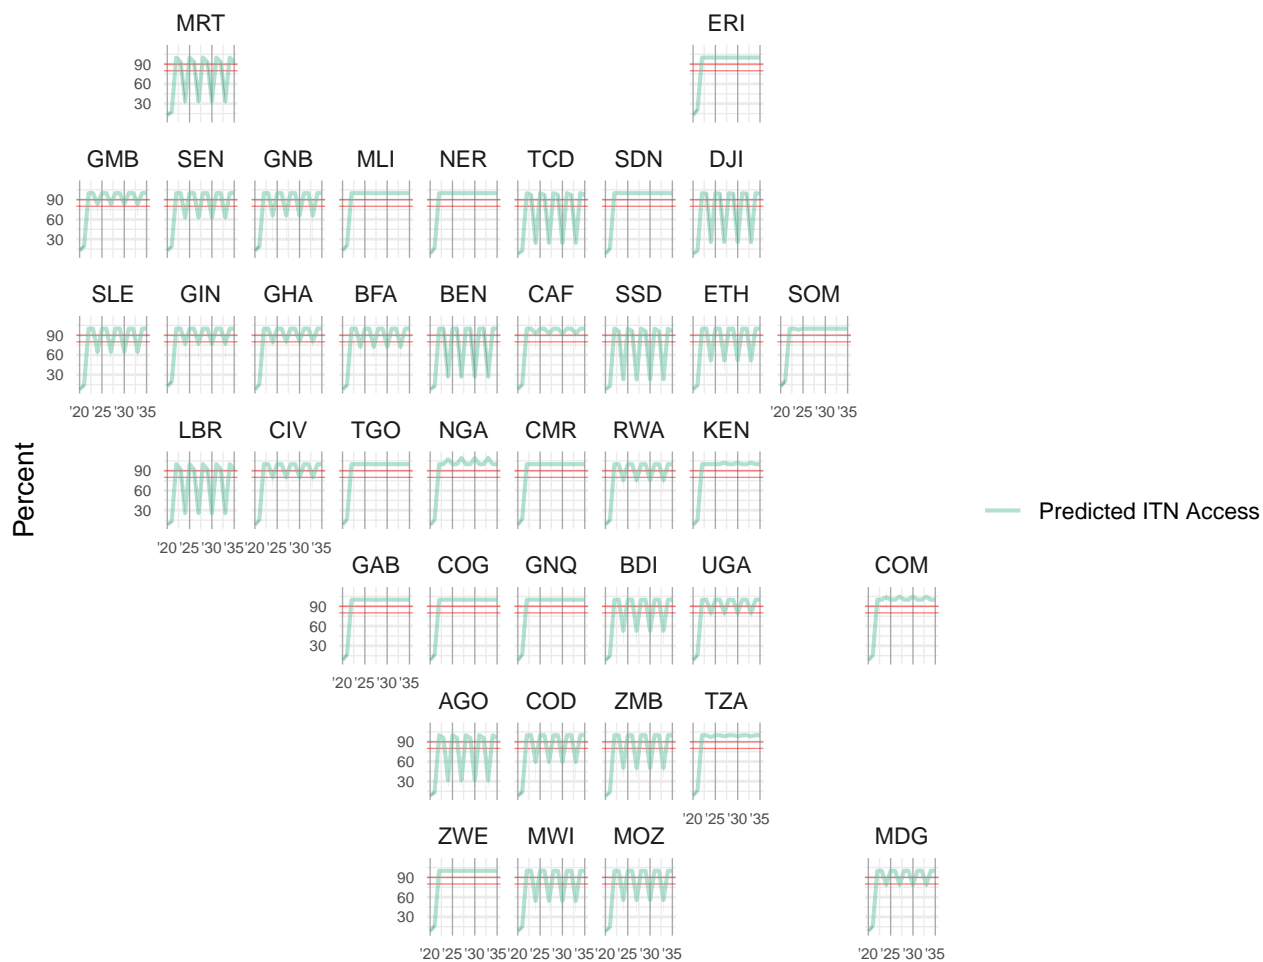 MRT ERI
90
60
30
GMB SEN GNB MLI NER TCD SDN DJI
90
60
30
SLE GIN GHA BFA BEN CAF SSD ETH SOM
90
60
30
'20 '25 '30 '35 '20 '25 '30 '35
LBR CIV TGO NGA CMR RWA KEN
90
60
30
'20 '25 '30 '35 '20 '25 '30 '35
GAB COG GNQ BDI UGA COM
90
60
30
'20 '25 '30 '35
AGO COD ZMB TZA
90
60
30
'20 '25 '30 '35
ZWE MWI MOZ MDG
90
60
30
'20 '25 '30 '35 '20 '25 '30 '35 '20 '25 '30 '35 '20 '25 '30 '35
Percent
Predicted ITN Access